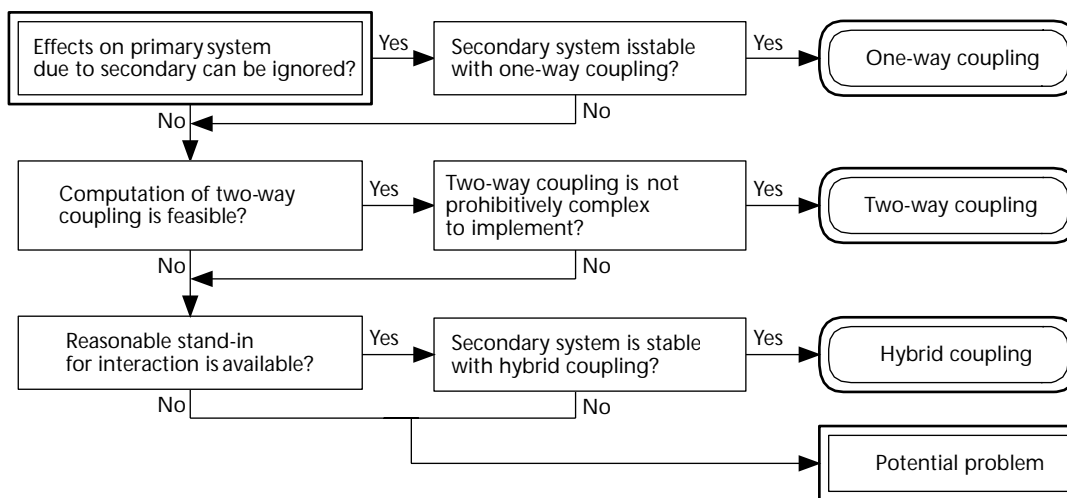 Effects on primary system
due to secondary can be ignored?
Yes
Secondary system isstable
with one-way coupling?
Yes
One-way coupling
No
No
Computation of two-way
coupling is feasible?
Yes
Two-way coupling is not
prohibitively complex
to implement?
Yes
Two-way coupling
No
No
Reasonable stand-in
for interaction is available?
Yes
Secondary system is stable
with hybrid coupling?
Yes
Hybrid coupling
No
No
Potential problem